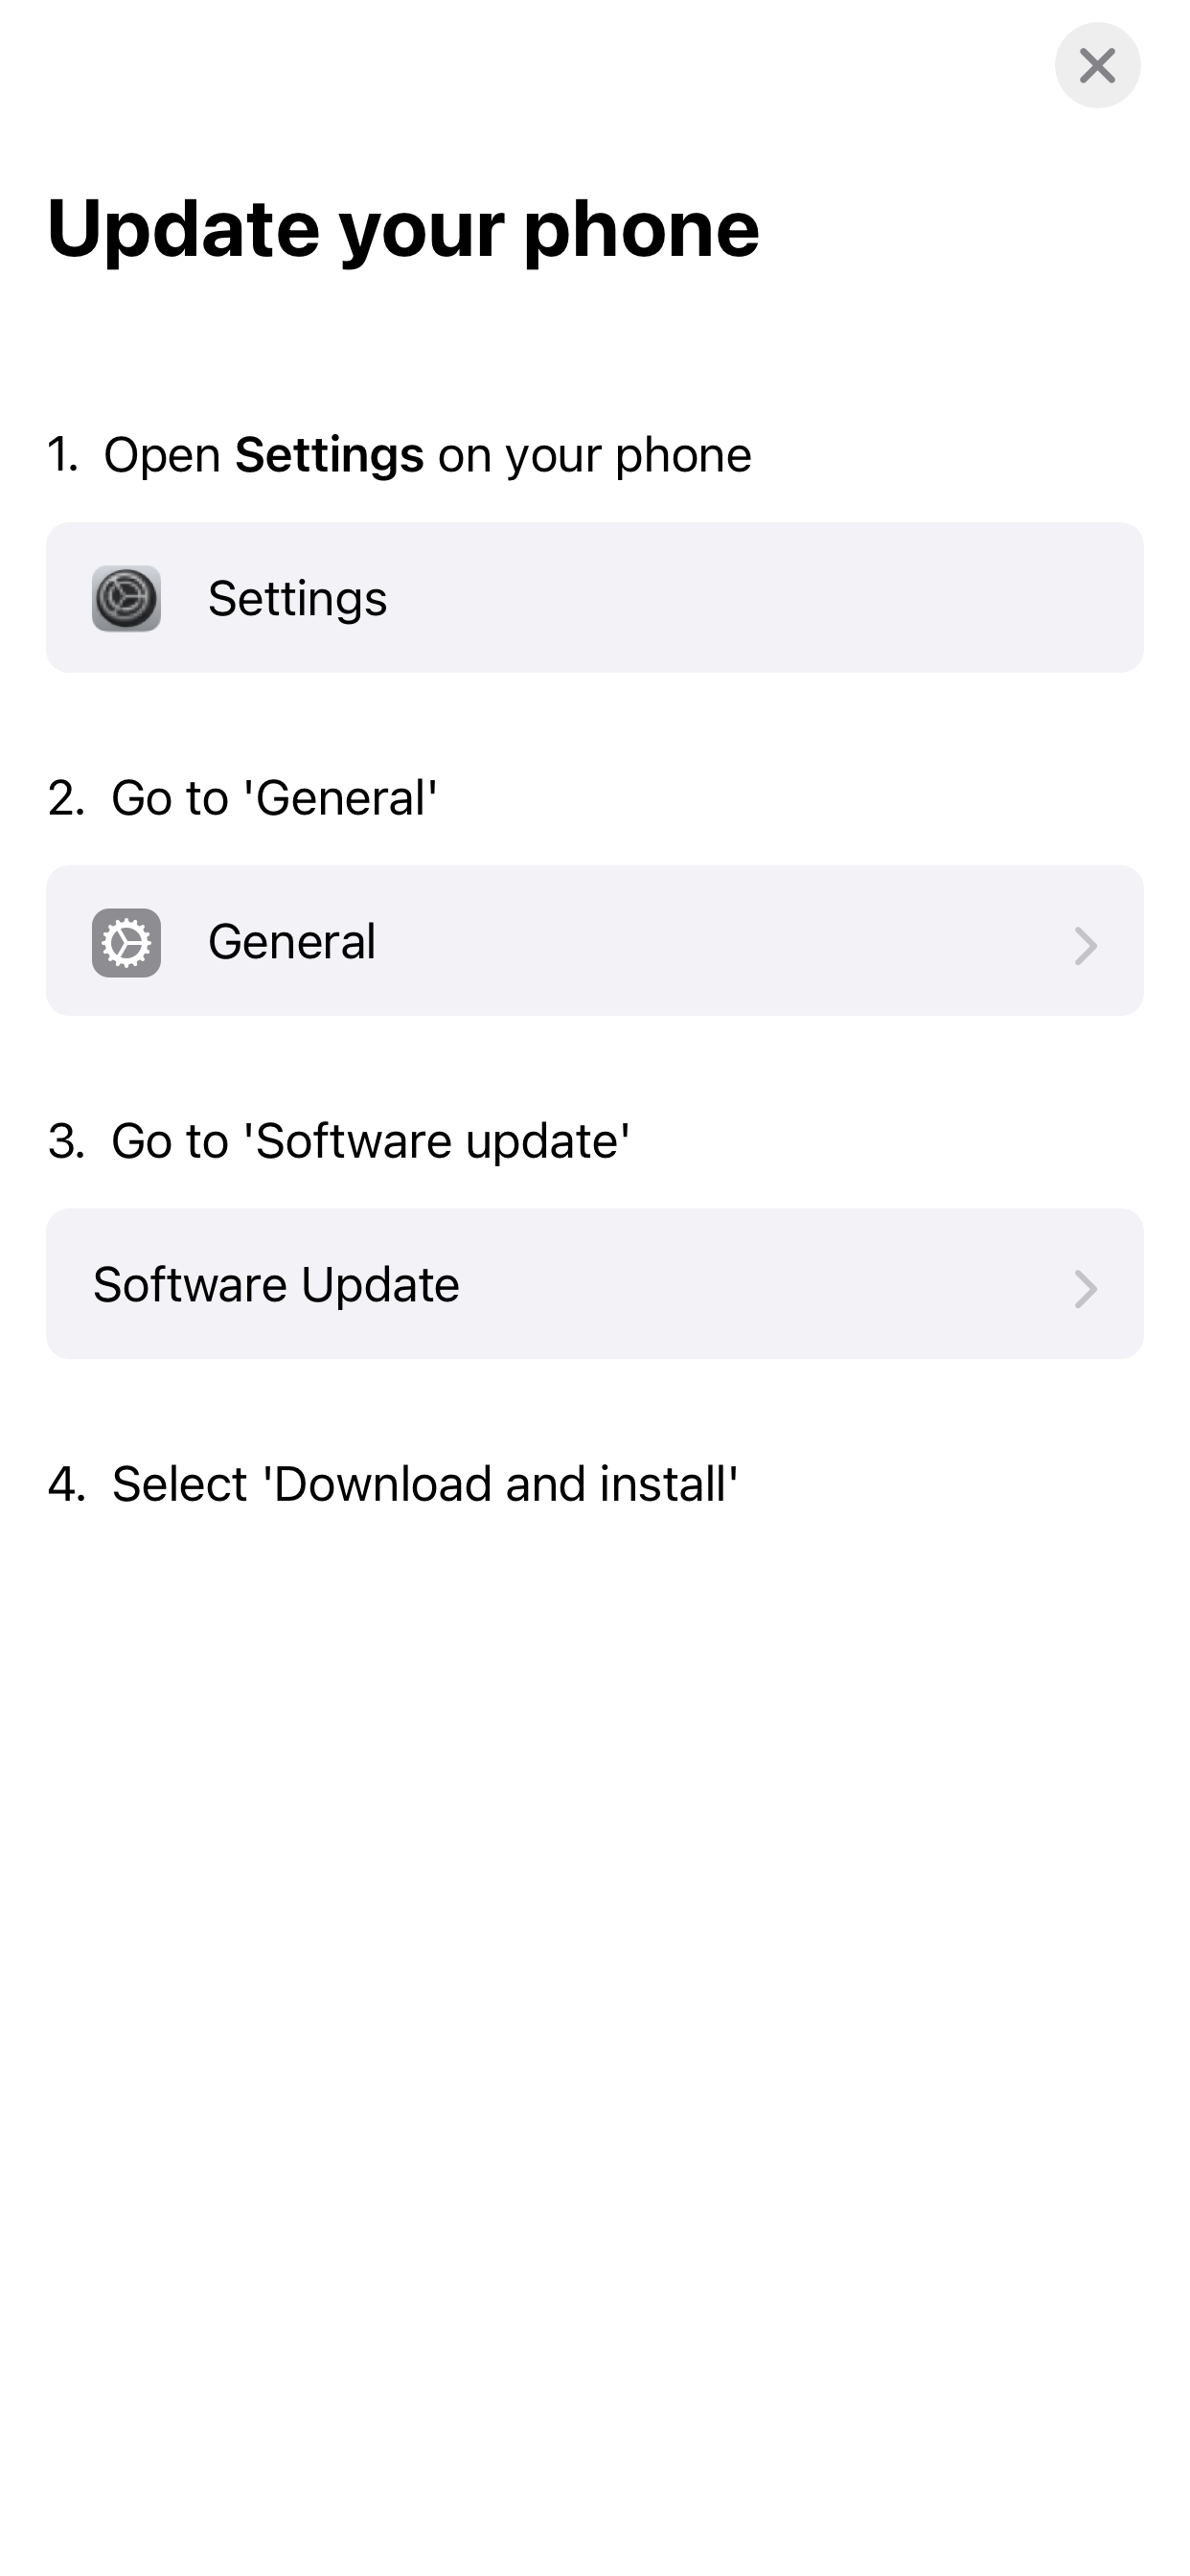 Update your phone
1. Open Settings on your phone
Settings
2. Go to 'General'
General
3. Go to 'Software update'
Software Update
4. Select 'Download and install'